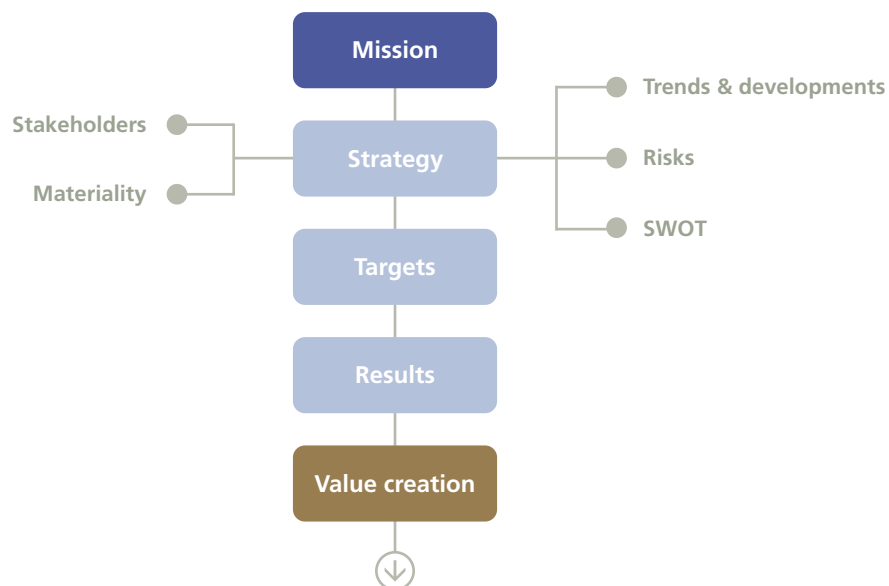 Mission
Trends & developments
Stakeholders
Strategy
Risks
Materiality
SWOT
Targets
Results
Value creation